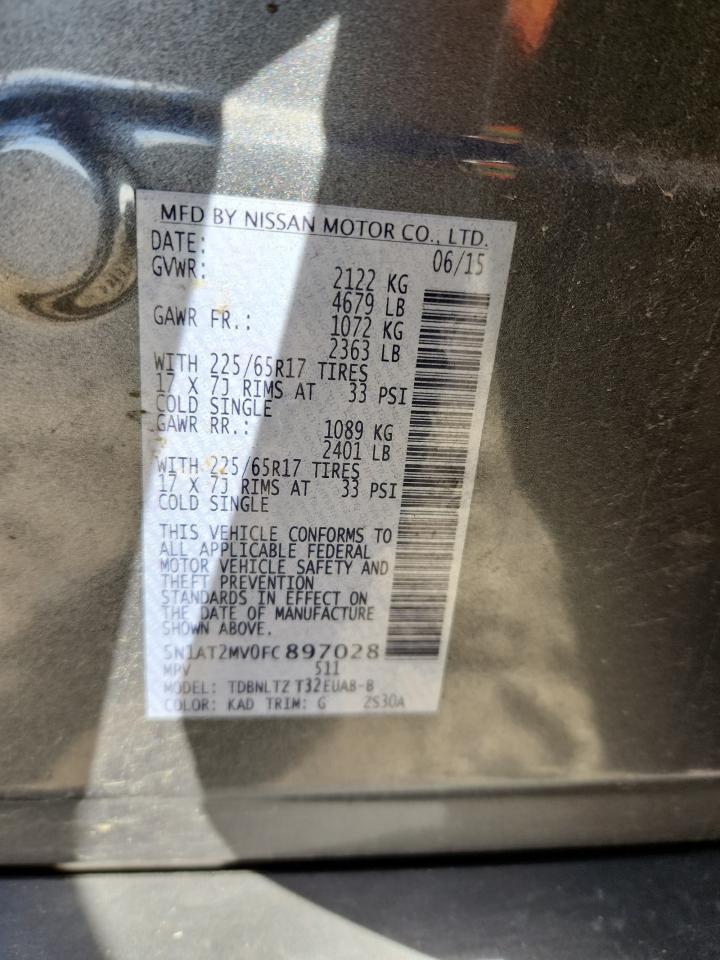 MFD BY NISSAN MOTOR CO., LTD.
DATE: 06/15
GVWR: 2122 KG
4679 LB
GAWR FR.: 1072 KG
2363 LB
WITH 225/65R17 TIRES
17 X 7J RIMS AT 33 PSI
COLD SINGLE
GAWR RR.: 1089 KG
2401 LB
WITH 225/65R17 TIRES
17 X 7J RIMS AT 33 PSI
COLD SINGLE
THIS VEHICLE CONFORMS TO
ALL APPLICABLE FEDERAL
MOTOR VEHICLE SAFETY AND
THEFT PREVENTION
STANDARDS IN EFFECT ON
THE DATE OF MANUFACTURE
SHOWN ABOVE.
5N1AT2MV0FC897028
MPV 511
MODEL: TDBNLTZ T32EUAB-B
COLOR: KAD TRIM: G 2S30A